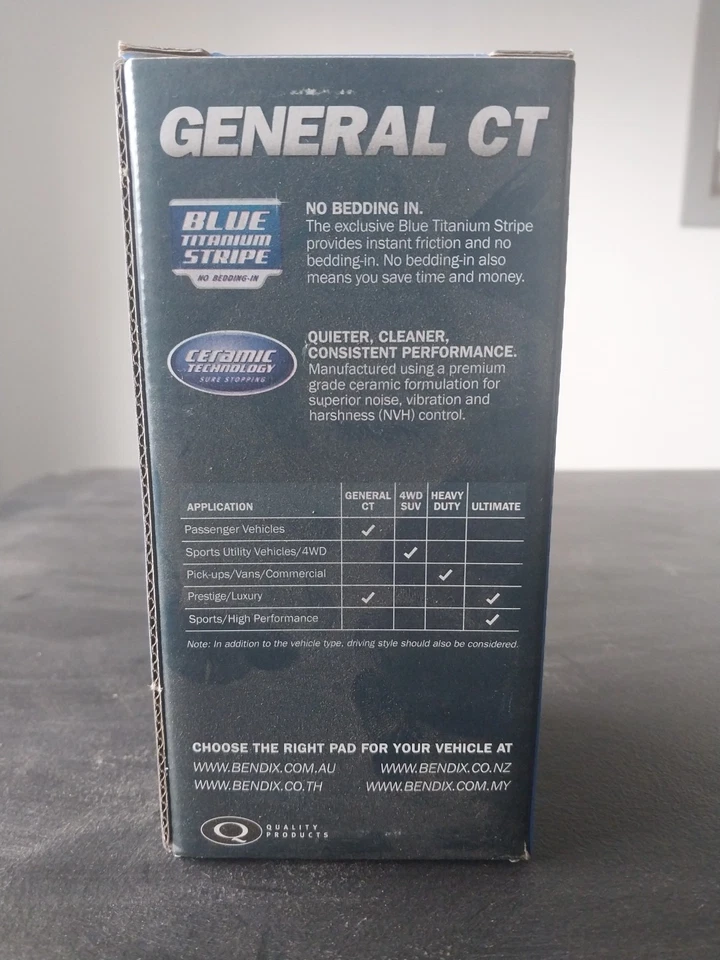 GENERAL CT
BLUE
TITANIUM
STRIPE
NO BEDDING-IN
NO BEDDING IN.
The exclusive Blue Titanium Stripe
provides instant friction and no
bedding-in. No bedding-in also
means you save time and money.
CERAMIC
TECHNOLOGY
SURE STOPPING
QUIETER, CLEANER,
CONSISTENT PERFORMANCE.
Manufactured using a premium
grade ceramic formulation for
superior noise, vibration and
harshness (NVH) control.
APPLICATION GENERAL CT 4WD SUV HEAVY DUTY ULTIMATE
Passenger Vehicles ✓
Sports Utility Vehicles/4WD ✓
Pick-ups/Vans/Commercial ✓
Prestige/Luxury ✓ ✓
Sports/High Performance ✓
Note: In addition to the vehicle type, driving style should also be considered.
CHOOSE THE RIGHT PAD FOR YOUR VEHICLE AT
WWW.BENDIX.COM.AU WWW.BENDIX.CO.NZ
WWW.BENDIX.CO.TH WWW.BENDIX.COM.MY
Q QUALITY
PRODUCTS